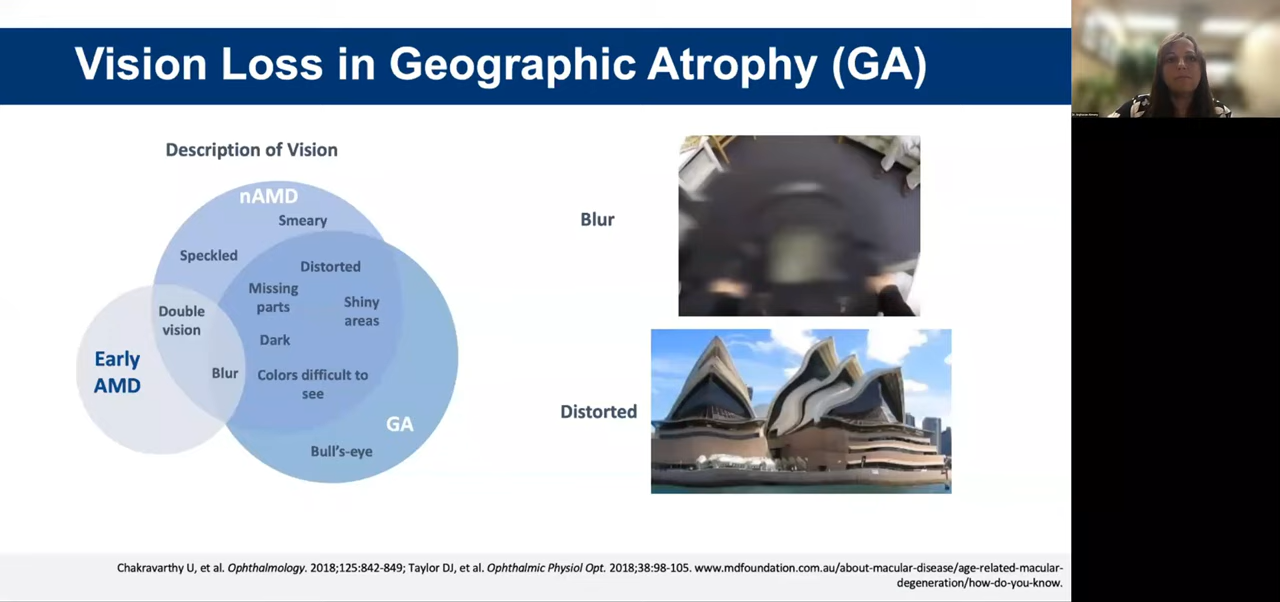 Vision Loss in Geographic Atrophy (GA)
Description of Vision
nAMD
Smeary
Speckled
Distorted
Missing
parts
Shiny
areas
Double
vision
Dark
Early
AMD
Blur
Colors difficult to
see
GA
Bull's-eye
Blur
Distorted
Chakravarthy U, et al. Ophthalmology. 2018;125:842-849; Taylor DJ, et al. Ophthalmic Physiol Opt. 2018;38:98-105. www.mdfoundation.com.au/about-macular-disease/age-related-macular-
degeneration/how-do-you-know.